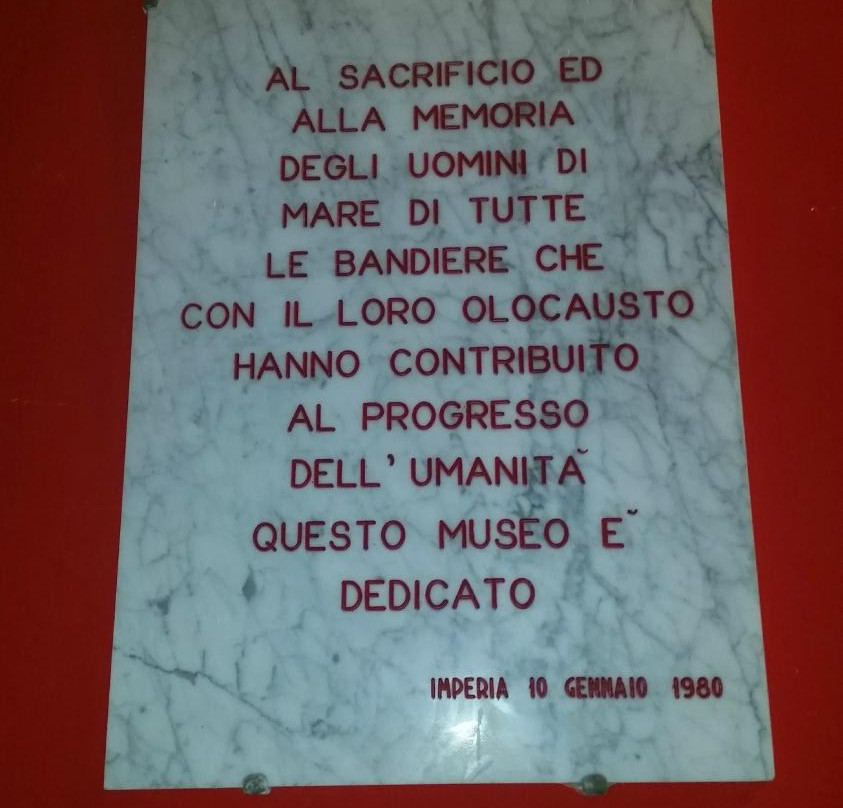 AL SACRIFICIO ED
ALLA MEMORIA
DEGLI UOMINI DI
MARE DI TUTTE
LE BANDIERE CHE
CON IL LORO OLOCAUSTO
HANNO CONTRIBUITO
AL PROGRESSO
DELL'UMANITÀ
QUESTO MUSEO È
DEDICATO
IMPERIA 10 GENNAIO 1980